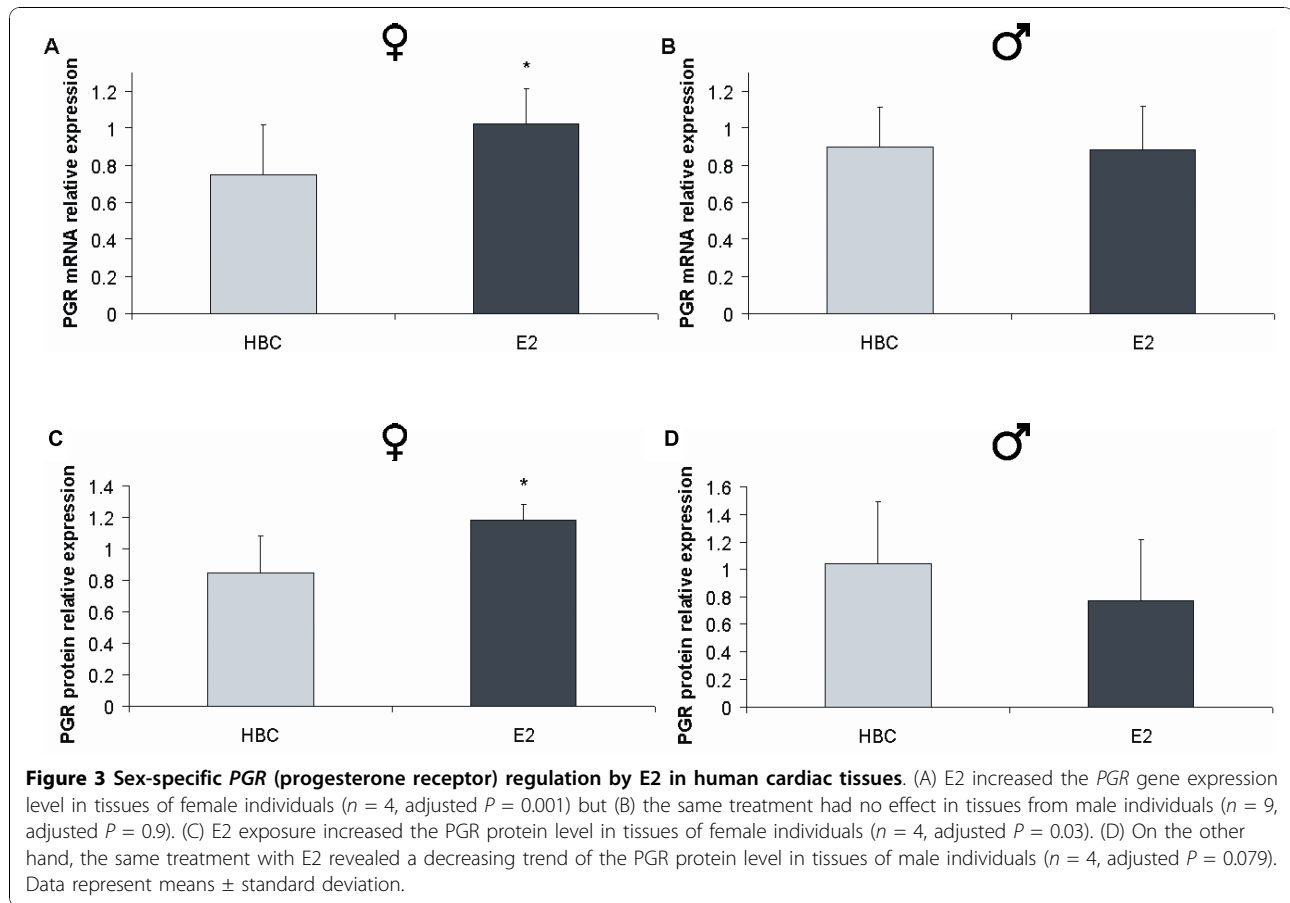 A
♀
B
♂
PGR mRNA relative expression
1.2
1
0.8
0.6
0.4
0.2
0
*
HBC
E2
PGR mRNA relative expression
1.2
1
0.8
0.6
0.4
0.2
0
HBC
E2
C
♀
D
♂
PGR protein relative expression
1.4
1.2
1
0.8
0.6
0.4
0.2
0
*
HBC
E2
PGR protein relative expression
1.6
1.4
1.2
1
0.8
0.6
0.4
0.2
0
HBC
E2
Figure 3 Sex-specific PGR (progesterone receptor) regulation by E2 in human cardiac tissues. (A) E2 increased the PGR gene expression
level in tissues of female individuals (n = 4, adjusted P = 0.001) but (B) the same treatment had no effect in tissues from male individuals (n = 9,
adjusted P = 0.9). (C) E2 exposure increased the PGR protein level in tissues of female individuals (n = 4, adjusted P = 0.03). (D) On the other
hand, the same treatment with E2 revealed a decreasing trend of the PGR protein level in tissues of male individuals (n = 4, adjusted P = 0.079).
Data represent means ± standard deviation.